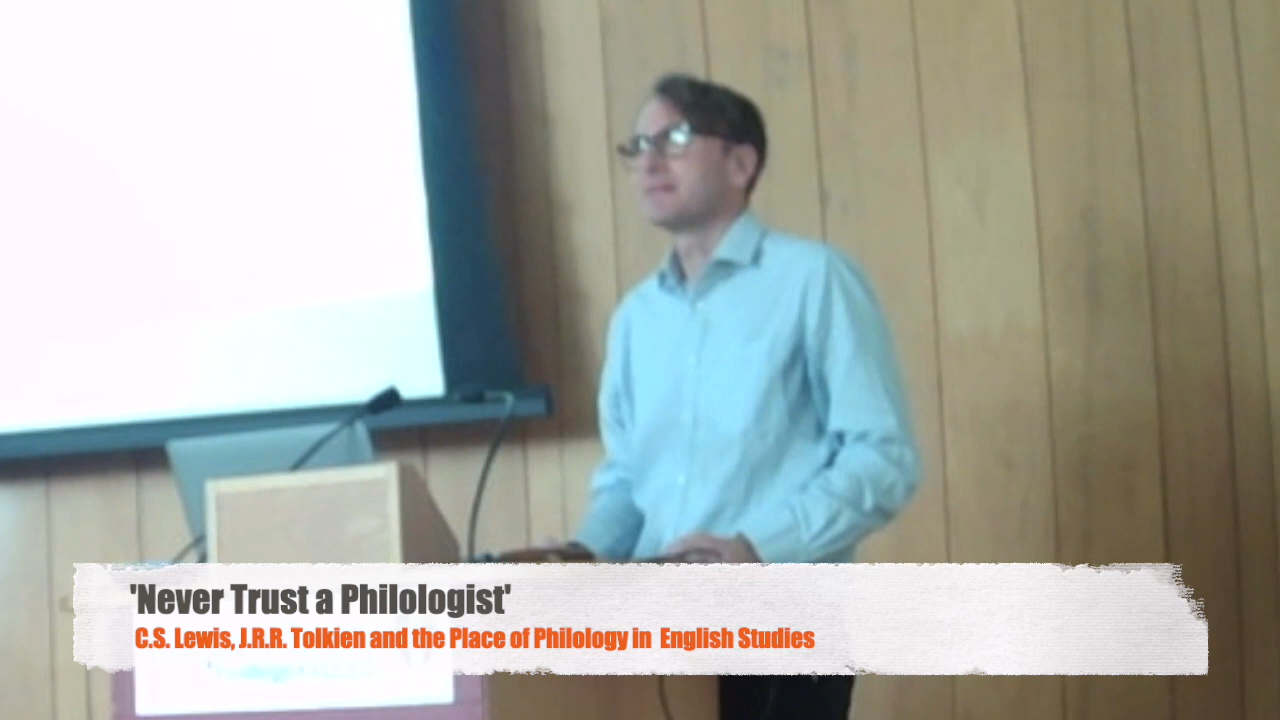 'Never Trust a Philologist'
C.S. Lewis, J.R.R. Tolkien and the Place of Philology in English Studies